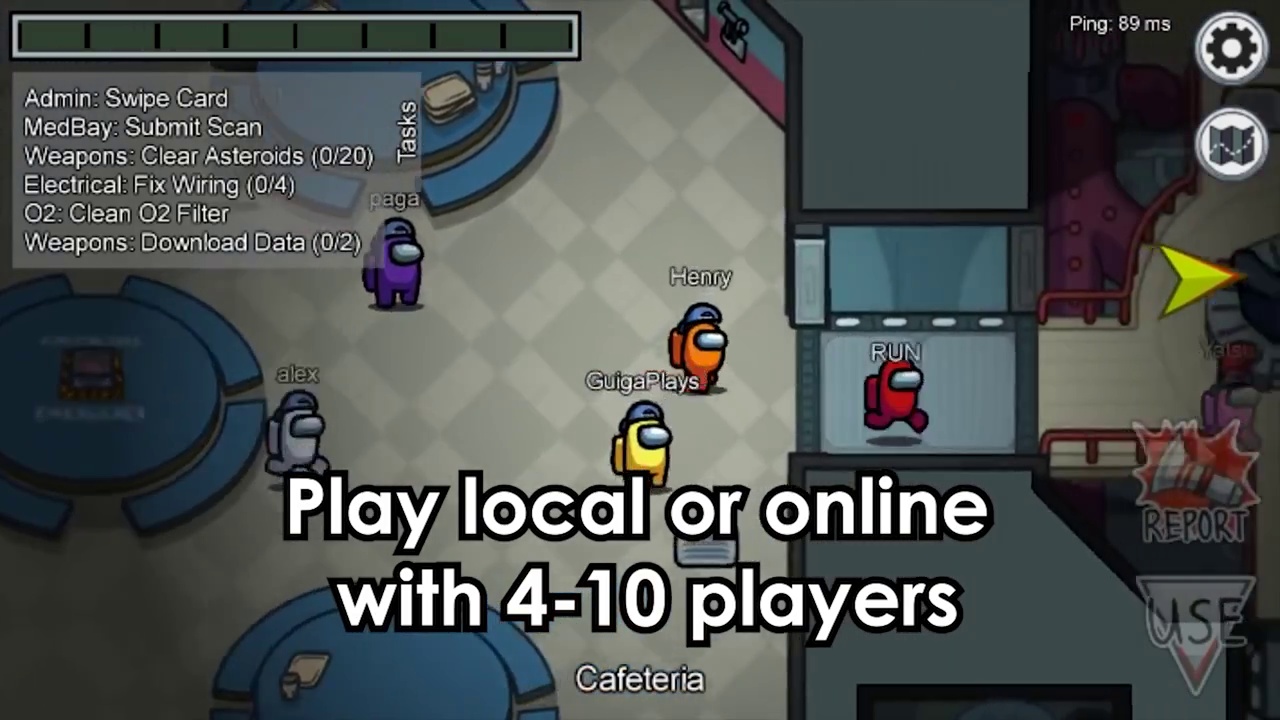 Ping: 89 ms
Admin: Swipe Card
MedBay: Submit Scan
Weapons: Clear Asteroids (0/20)
Electrical: Fix Wiring (0/4)
O2: Clean O2 Filter
Weapons: Download Data (0/2)
Tasks
paga
Henry
RUN
alex
GuigaPlays
REPORT
Play local or online
with 4-10 players
USE
Cafeteria